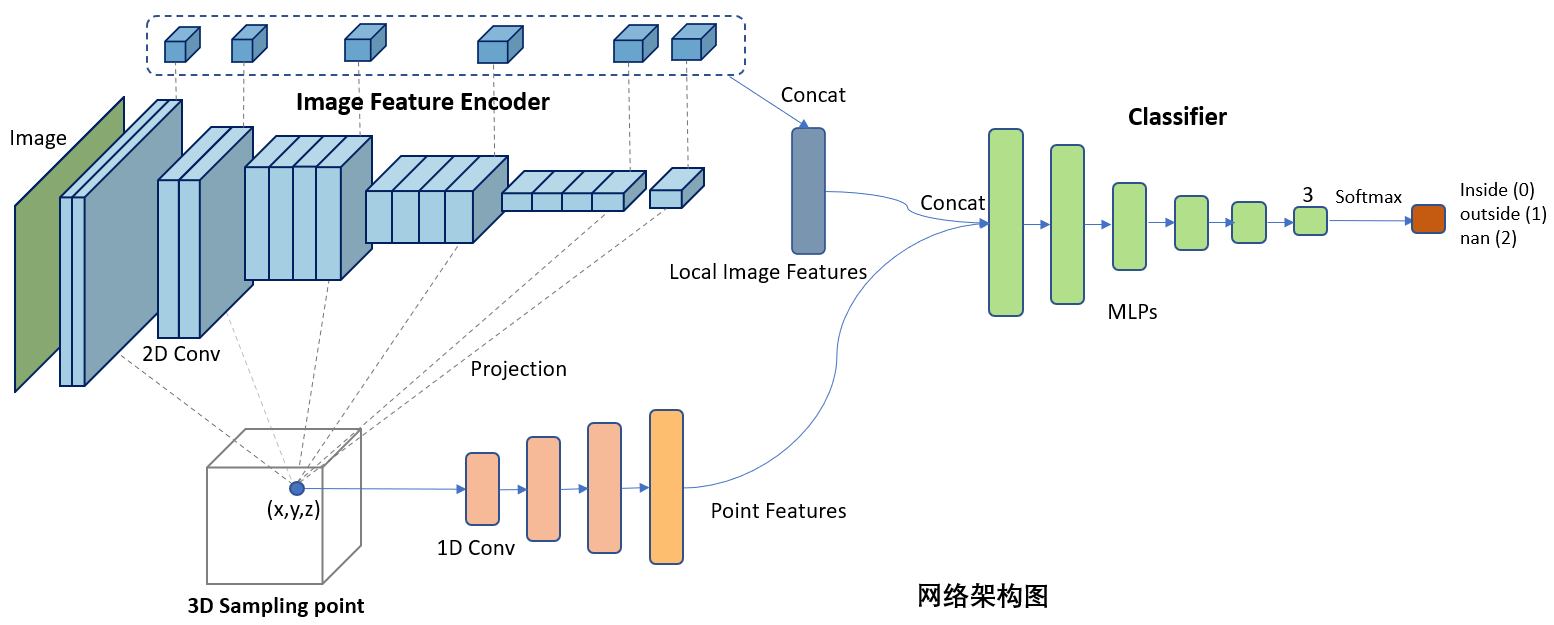 Image Feature Encoder
Image
Concat
Classifier
Concat
3
Softmax
Inside (0)
outside (1)
nan (2)
Local Image Features
MLPs
2D Conv
Projection
(x,y,z)
1D Conv
Point Features
3D Sampling point
网络架构图